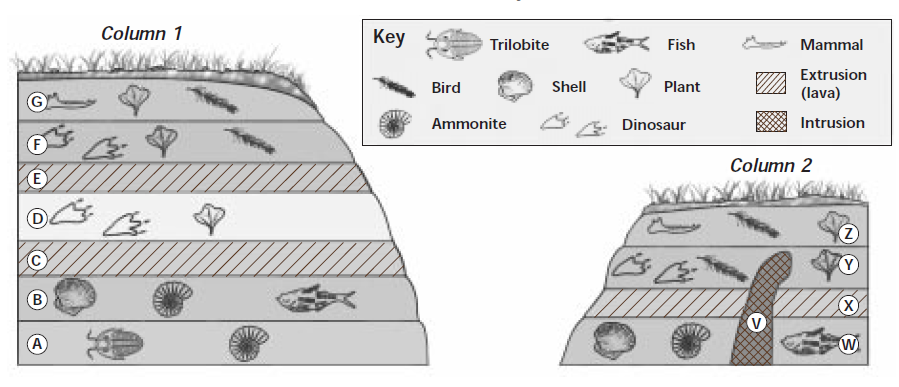 Column 1
Key
Trilobite
Fish
Mammal
Bird
Shell
Plant
Extrusion
(lava)
Ammonite
Dinosaur
Intrusion
G
F
E
D
C
B
A
Column 2
Z
Y
X
V
W